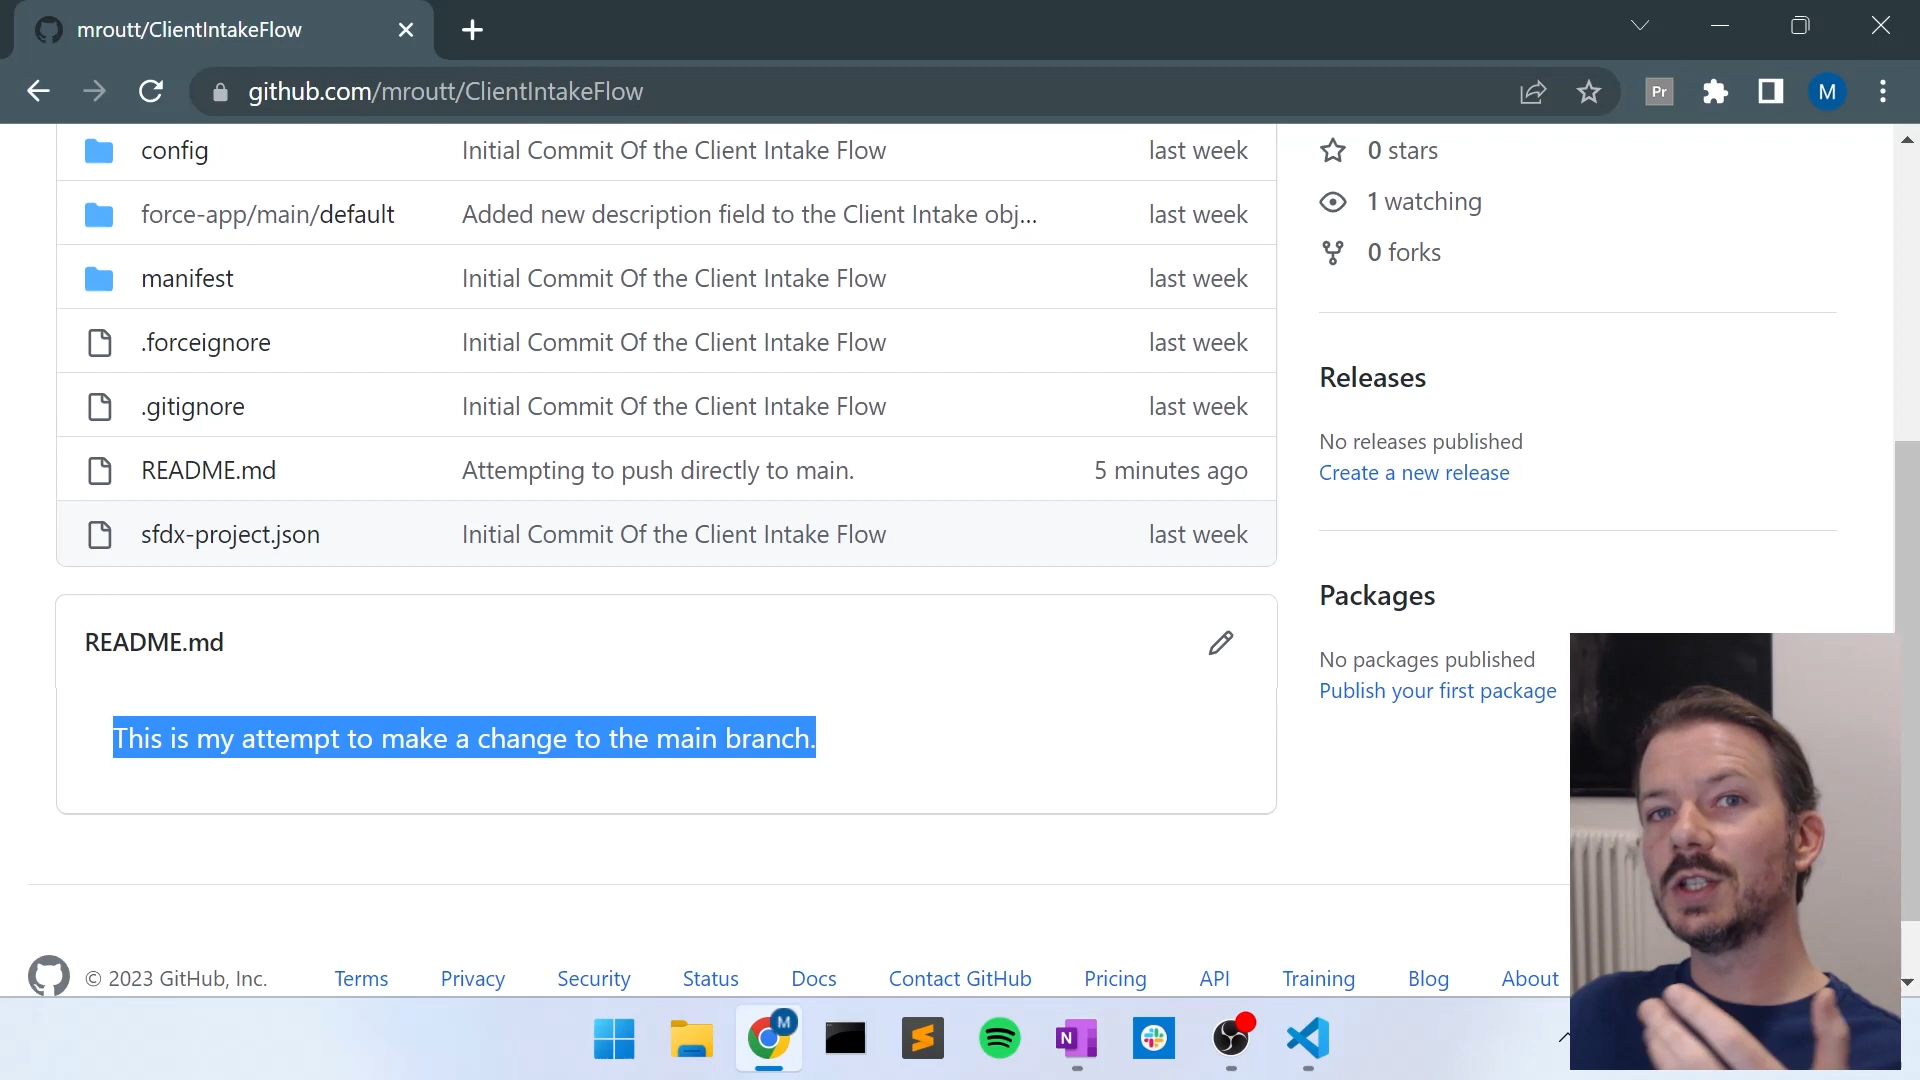 mroutt/ClientIntakeFlow
github.com/mroutt/ClientIntakeFlow
Pr
M
config Initial Commit Of the Client Intake Flow last week
force-app/main/default Added new description field to the Client Intake obj... last week
manifest Initial Commit Of the Client Intake Flow last week
.forceignore Initial Commit Of the Client Intake Flow last week
.gitignore Initial Commit Of the Client Intake Flow last week
README.md Attempting to push directly to main. 5 minutes ago
sfdx-project.json Initial Commit Of the Client Intake Flow last week
README.md
This is my attempt to make a change to the main branch.
0 stars
1 watching
0 forks
Releases
No releases published
Create a new release
Packages
No packages published
Publish your first package
© 2023 GitHub, Inc. Terms Privacy Security Status Docs Contact GitHub Pricing API Training Blog About
M
N